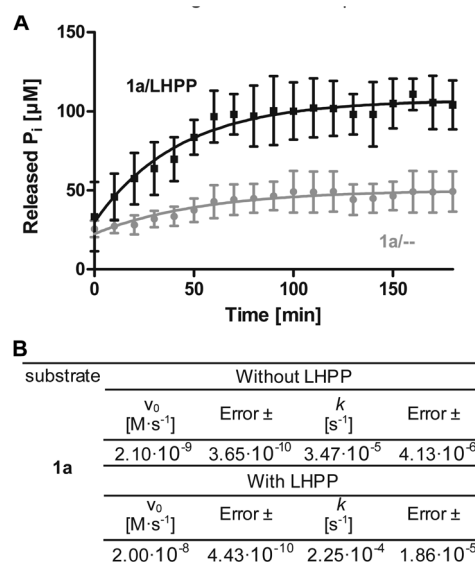 A
150
1a/LHPP
100
Released Pi [µM]
50
1a/--
0
0 50 100 150
Time [min]
B
substrate Without LHPP
v0 [M·s-1] Error ± k [s-1] Error ±
2.10·10-9 3.65·10-10 3.47·10-5 4.13·10-6
1a With LHPP
v0 [M·s-1] Error ± k [s-1] Error ±
2.00·10-8 4.43·10-10 2.25·10-4 1.86·10-5